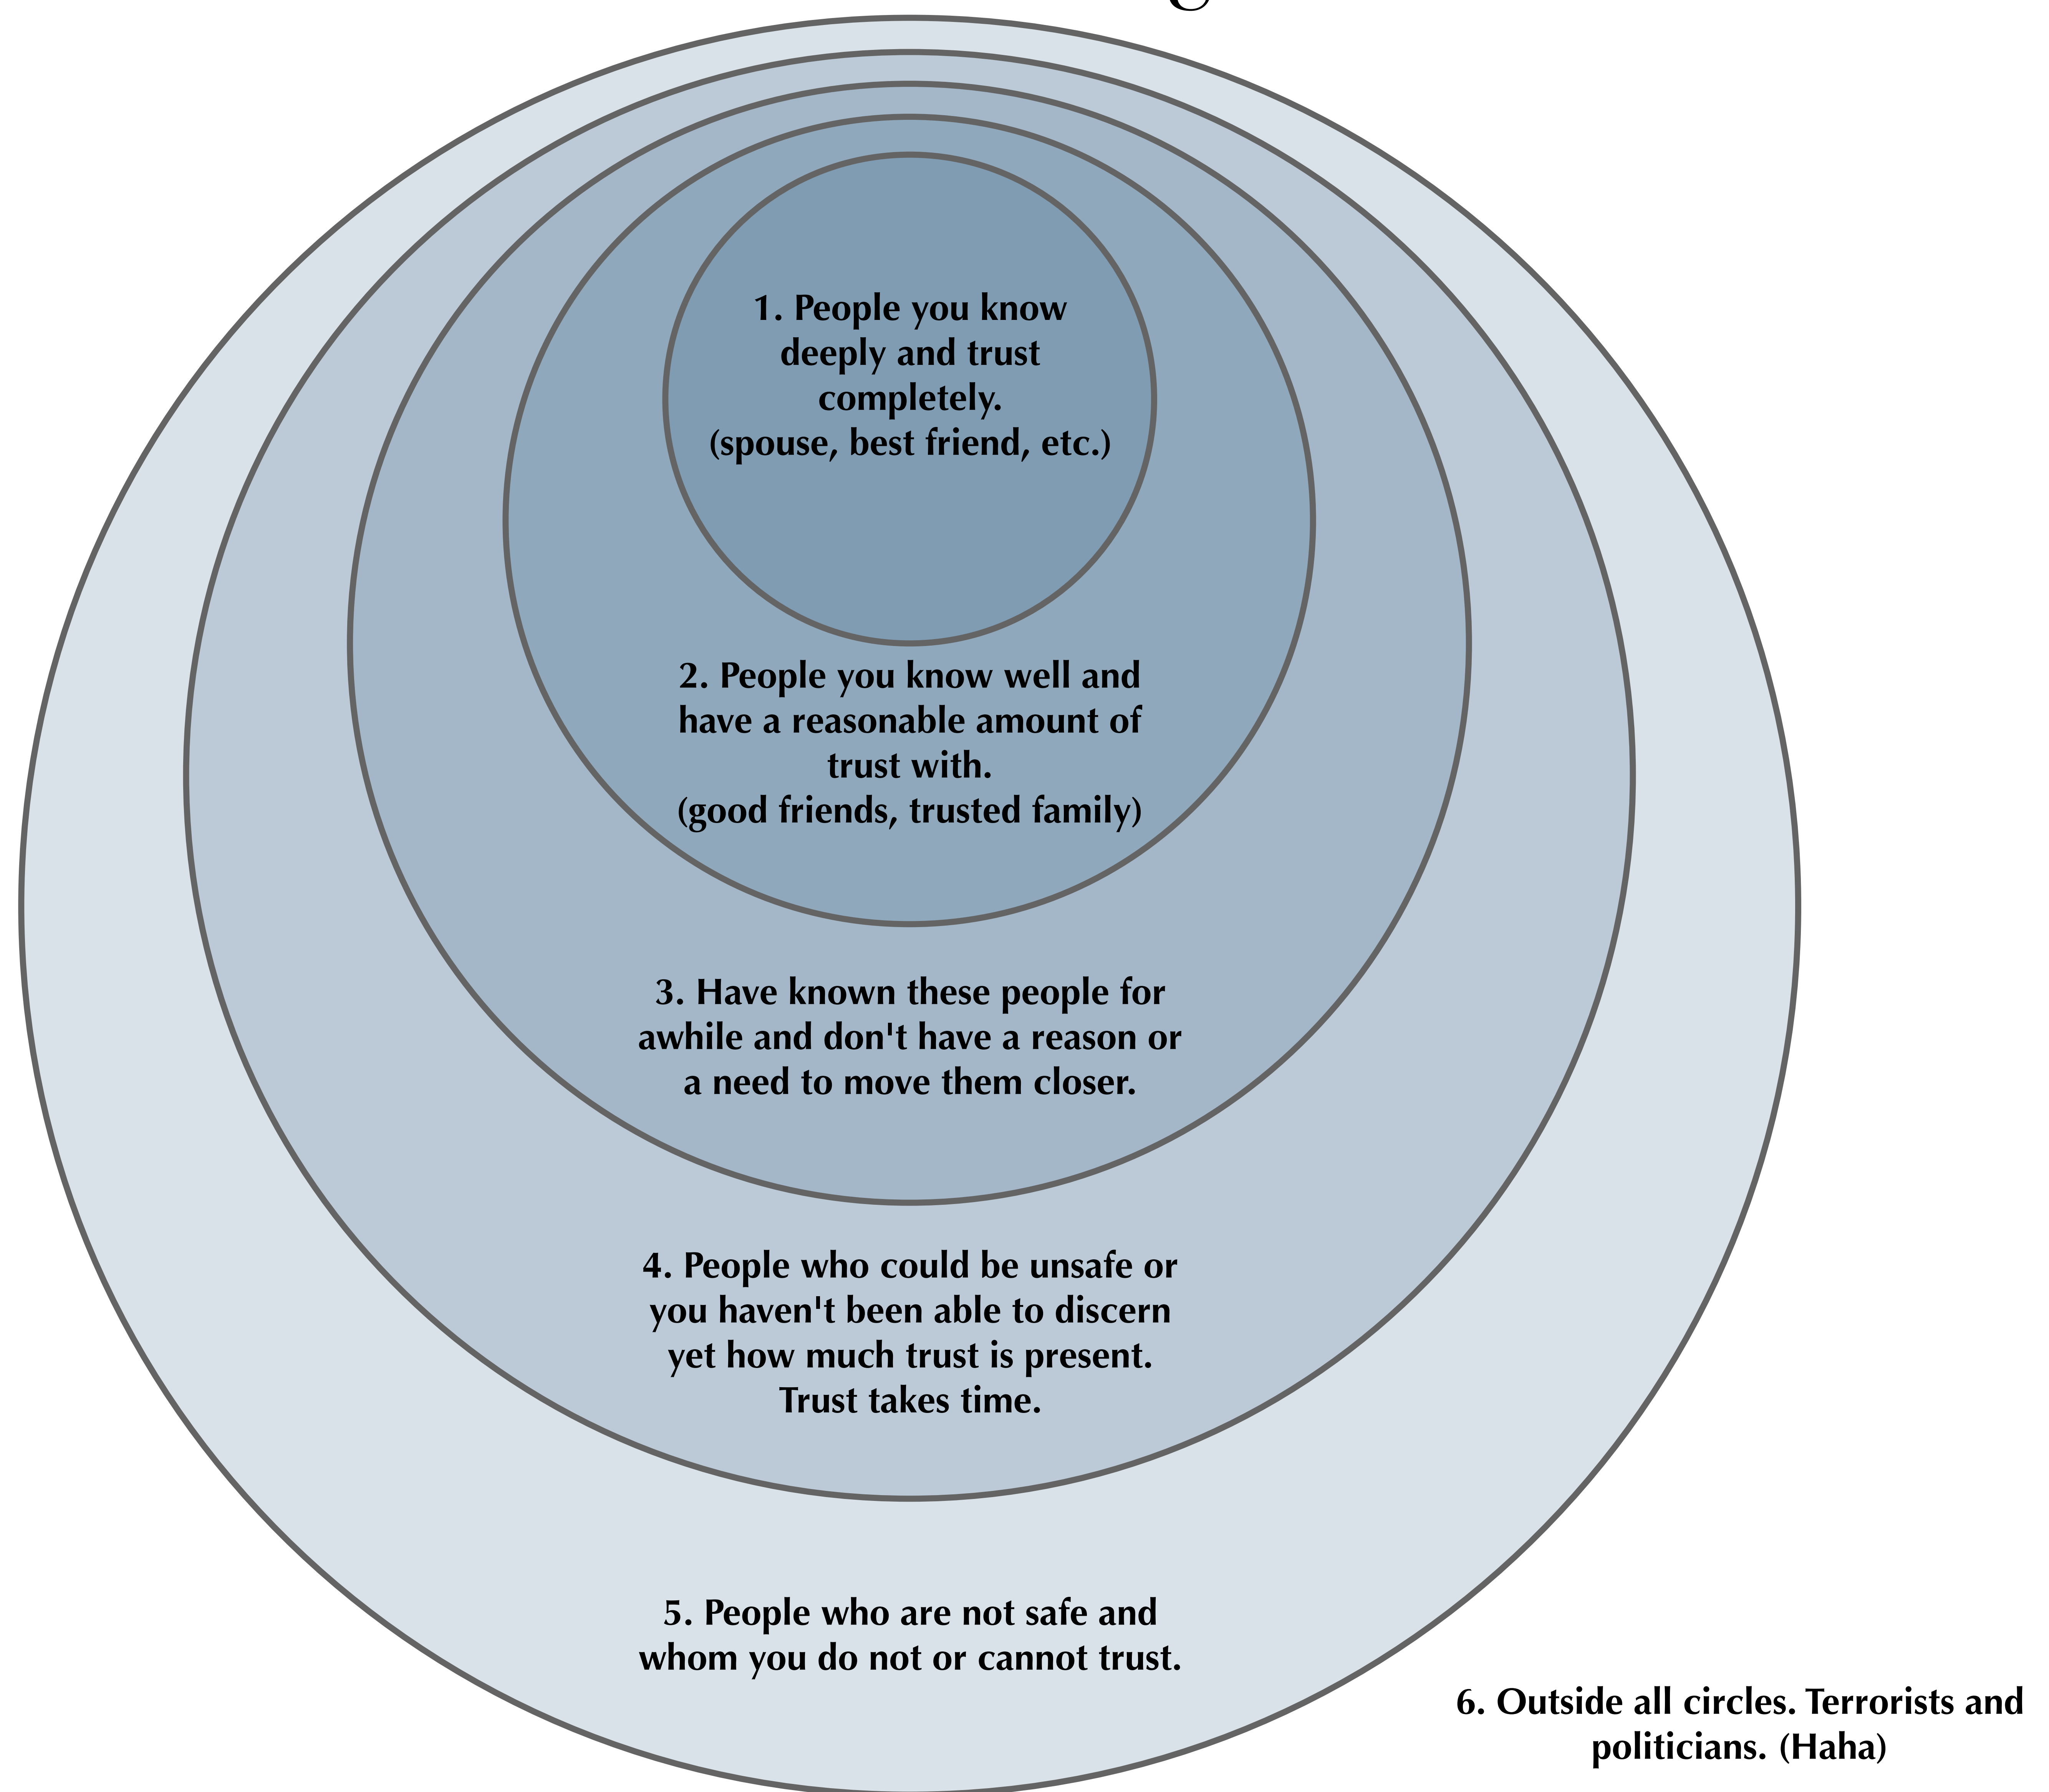 1. People you know
deeply and trust
completely.
(spouse, best friend, etc.)
2. People you know well and
have a reasonable amount of
trust with.
(good friends, trusted family)
3. Have known these people for
awhile and don't have a reason or
a need to move them closer.
4. People who could be unsafe or
you haven't been able to discern
yet how much trust is present.
Trust takes time.
5. People who are not safe and
whom you do not or cannot trust.
6. Outside all circles. Terrorists and
politicians. (Haha)